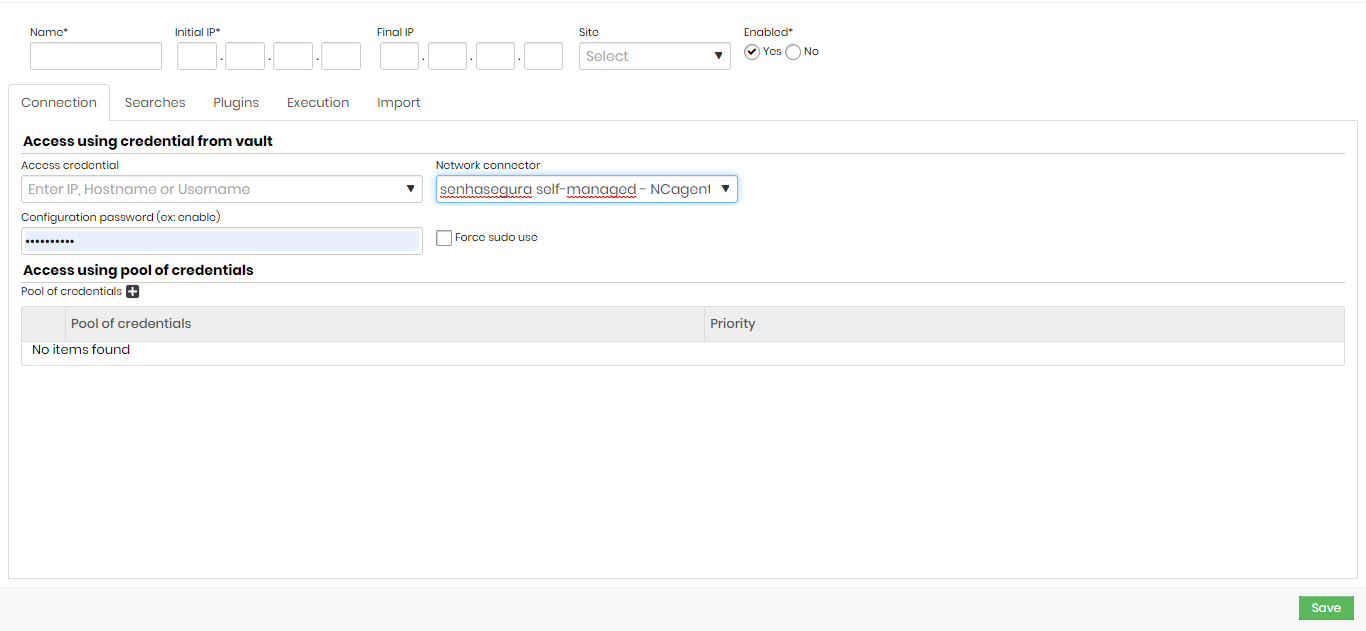 Name* Initial IP* Final IP Site Enabled*
. . . . . . Select Yes No
Connection Searches Plugins Execution Import
Access using credential from vault
Access credential Network connector
Enter IP, Hostname or Username senhasegura self-managed - NCagent
Configuration password (ex: enable)
•••••••••• Force sudo use
Access using pool of credentials
Pool of credentials
Pool of credentials Priority
No items found
Save